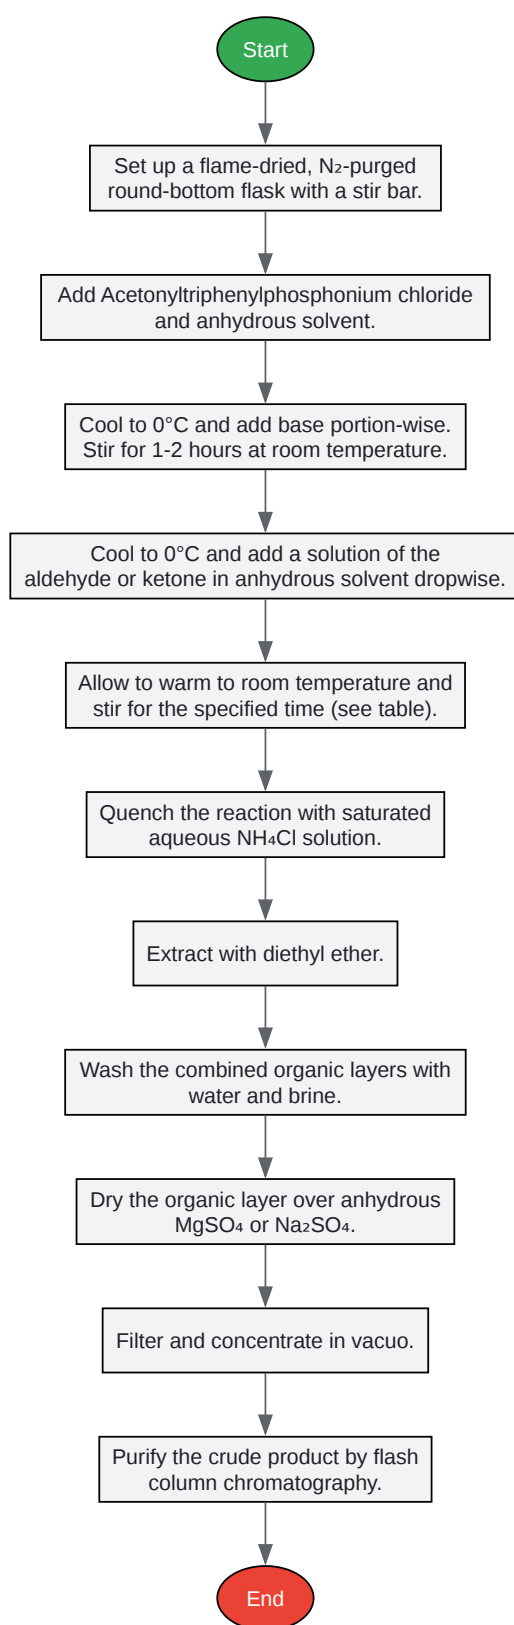 Start
Set up a flame-dried, N₂-purged
round-bottom flask with a stir bar.
Add Acetonyltriphenylphosphonium chloride
and anhydrous solvent.
Cool to 0°C and add base portion-wise.
Stir for 1-2 hours at room temperature.
Cool to 0°C and add a solution of the
aldehyde or ketone in anhydrous solvent dropwise.
Allow to warm to room temperature and
stir for the specified time (see table).
Quench the reaction with saturated
aqueous NH₄Cl solution.
Extract with diethyl ether.
Wash the combined organic layers with
water and brine.
Dry the organic layer over anhydrous
MgSO₄ or Na₂SO₄.
Filter and concentrate in vacuo.
Purify the crude product by flash
column chromatography.
End